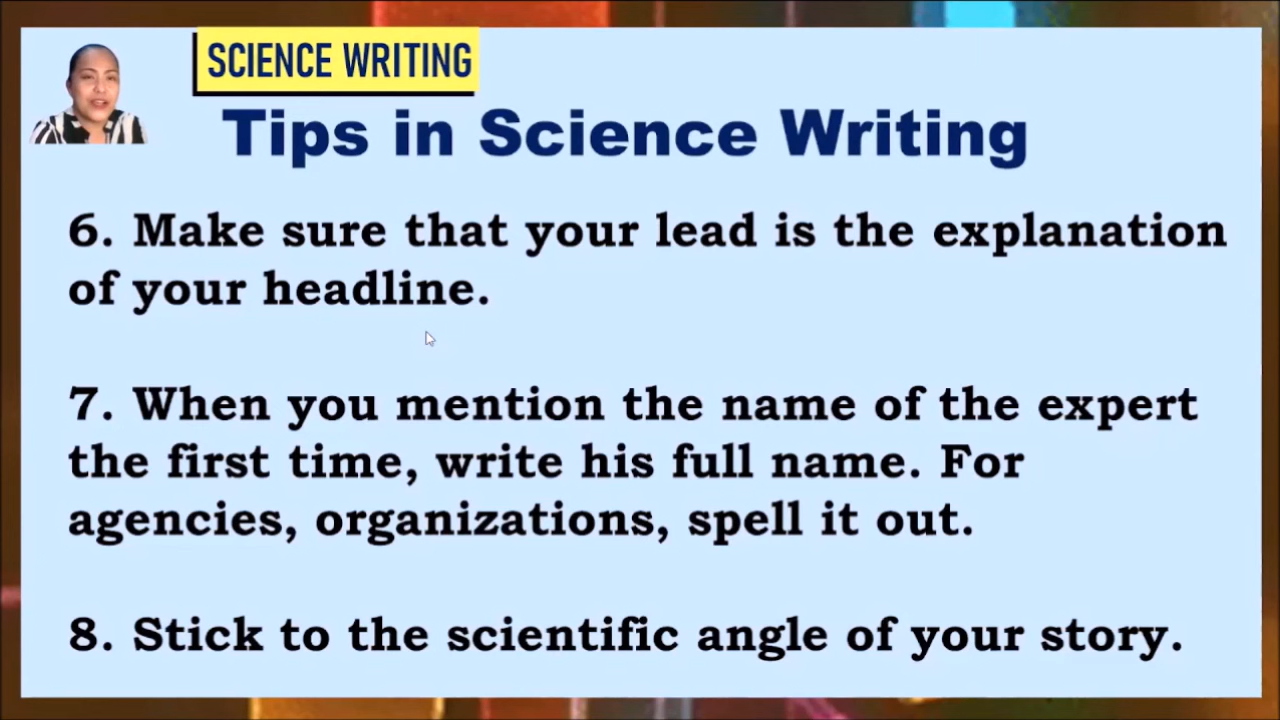 SCIENCE WRITING
Tips in Science Writing
6. Make sure that your lead is the explanation
of your headline.
7. When you mention the name of the expert
the first time, write his full name. For
agencies, organizations, spell it out.
8. Stick to the scientific angle of your story.